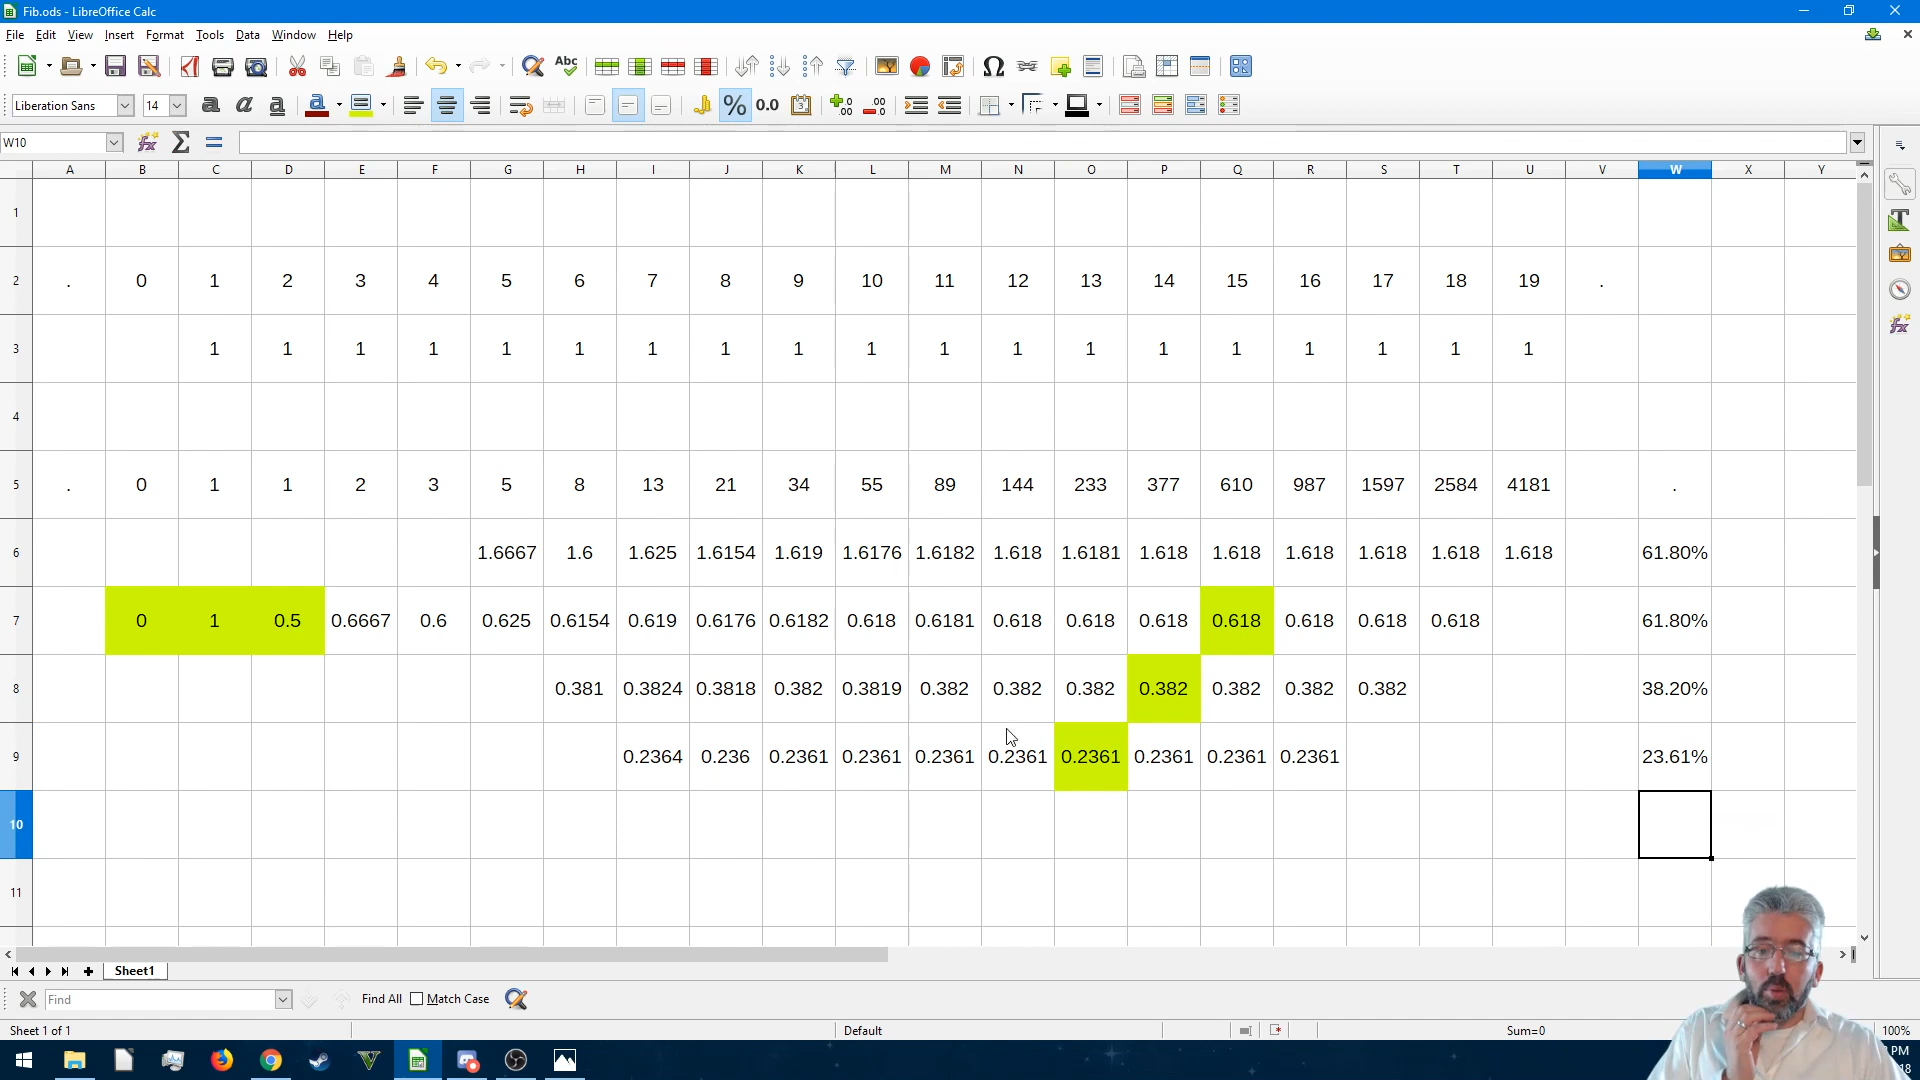 Fib.ods - LibreOffice Calc
File Edit View Insert Format Tools Data Window Help
Liberation Sans 14
W10
A B C D E F G H I J K L M N O P Q R S T U V W X Y
1
2 . 0 1 2 3 4 5 6 7 8 9 10 11 12 13 14 15 16 17 18 19 .
3 1 1 1 1 1 1 1 1 1 1 1 1 1 1 1 1 1 1 1
4
5 . 0 1 1 2 3 5 8 13 21 34 55 89 144 233 377 610 987 1597 2584 4181 .
6 1.6667 1.6 1.625 1.6154 1.619 1.6176 1.6182 1.618 1.6181 1.618 1.618 1.618 1.618 1.618 1.618 61.80%
7 0 1 0.5 0.6667 0.6 0.625 0.6154 0.619 0.6176 0.6182 0.618 0.6181 0.618 0.618 0.618 0.618 0.618 0.618 0.618 61.80%
8 0.381 0.3824 0.3818 0.382 0.3819 0.382 0.382 0.382 0.382 0.382 0.382 0.382 38.20%
9 0.2364 0.236 0.2361 0.2361 0.2361 0.2361 0.2361 0.2361 0.2361 0.2361 23.61%
10
11
Sheet1
Find Find All Match Case
Sheet 1 of 1 Default Sum=0 100%
PM